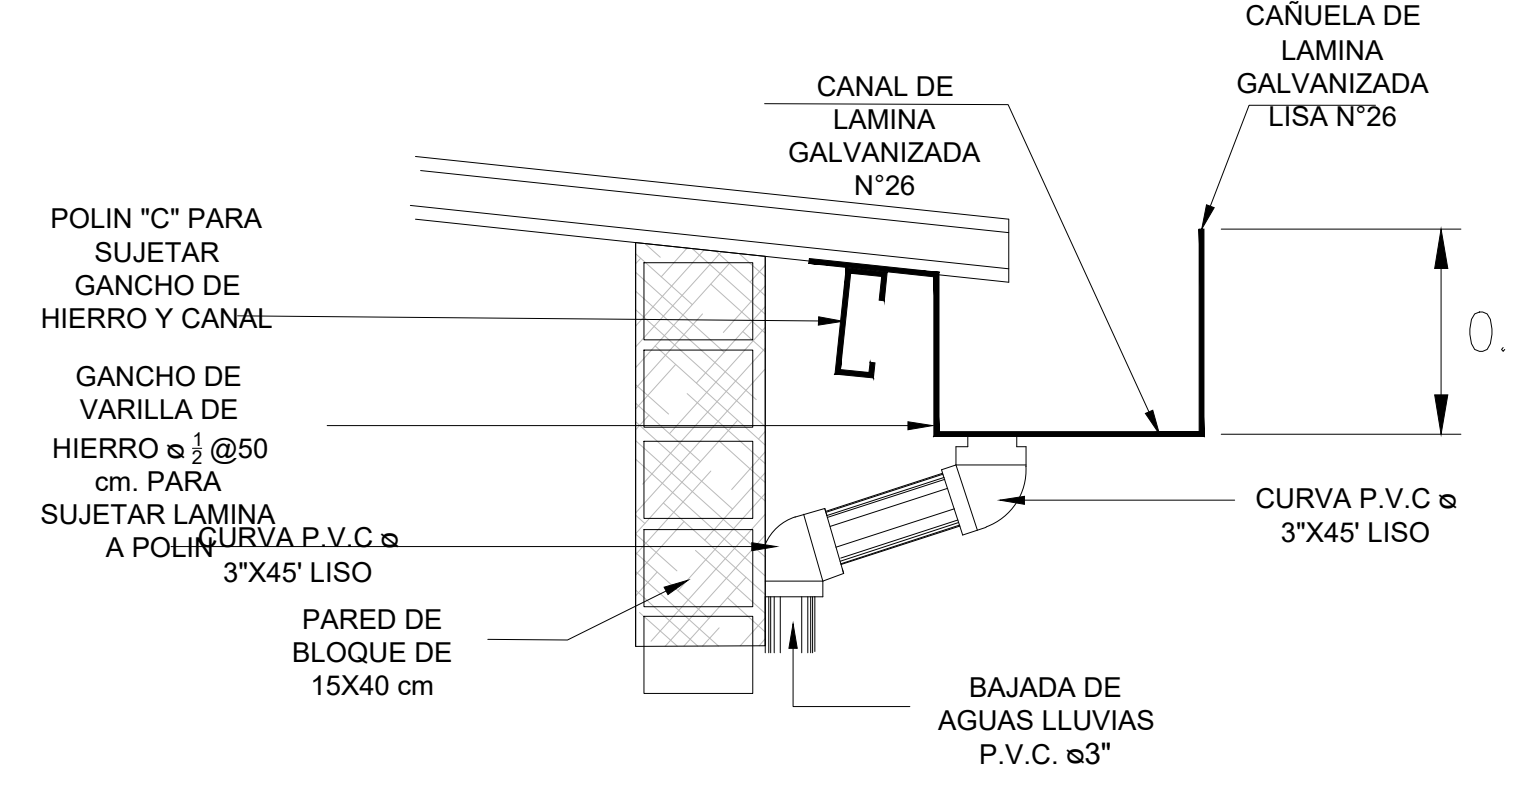 CAÑUELA DE
LAMINA
GALVANIZADA
LISA N°26
CANAL DE
LAMINA
GALVANIZADA
N°26
POLIN "C" PARA
SUJETAR
GANCHO DE
HIERRO Y CANAL
GANCHO DE
VARILLA DE
HIERRO ⌀ 1/2 @50
cm. PARA
SUJETAR LAMINA
A POLIN
CURVA P.V.C ⌀
3"X45' LISO
PARED DE
BLOQUE DE
15X40 cm
CURVA P.V.C ⌀
3"X45' LISO
BAJADA DE
AGUAS LLUVIAS
P.V.C. ⌀3"
0.